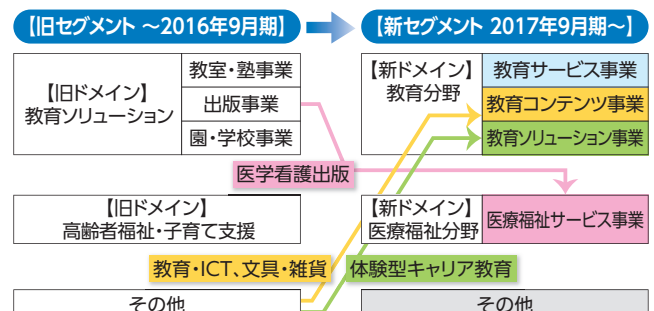 【旧セグメント ～2016年9月期】
【新セグメント 2017年9月期～】
【旧ドメイン】
教育ソリューション
教室・塾事業
出版事業
園・学校事業
【新ドメイン】
教育分野
教育サービス事業
教育コンテンツ事業
教育ソリューション事業
医学看護出版
【旧ドメイン】
高齢者福祉・子育て支援
【新ドメイン】
医療福祉分野
医療福祉サービス事業
教育・ICT、文具・雑貨
体験型キャリア教育
その他
その他